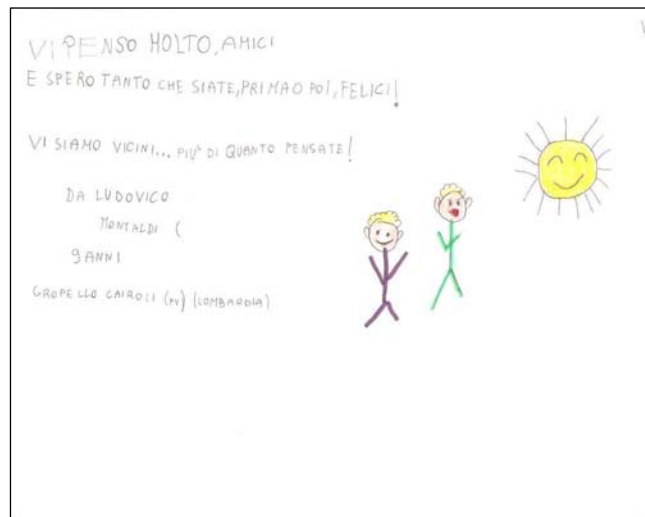 VI PENSO MOLTO, AMICI
E SPERO TANTO CHE SIATE, PRIMA O POI, FELICI!
VI SIAMO VICINI... PIU' DI QUANTO PENSATE!
DA LUDOVICO
MONTALDI (
9 ANNI
GROPELLO CAIROLI (PV) (LOMBARDIA)